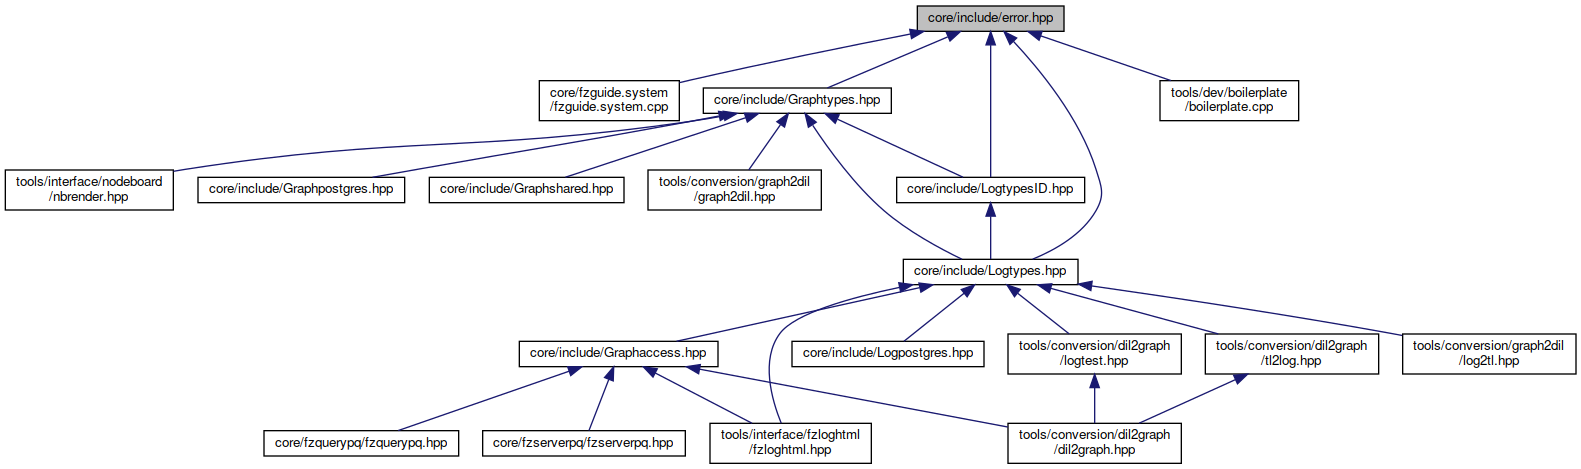 core/include/error.hpp
core/fzguide.system
/fzguide.system.cpp
core/include/Graphtypes.hpp
tools/dev/boilerplate
/boilerplate.cpp
tools/interface/nodeboard
/nbrender.hpp
core/include/Graphpostgres.hpp
core/include/Graphshared.hpp
tools/conversion/graph2dil
/graph2dil.hpp
core/include/LogtypesID.hpp
core/include/Logtypes.hpp
core/include/Graphaccess.hpp
core/include/Logpostgres.hpp
tools/conversion/dil2graph
/logtest.hpp
tools/conversion/dil2graph
/tl2log.hpp
tools/conversion/graph2dil
/log2tl.hpp
core/fzquerypq/fzquerypq.hpp
core/fzserverpq/fzserverpq.hpp
tools/interface/fzloghtml
/fzloghtml.hpp
tools/conversion/dil2graph
/dil2graph.hpp